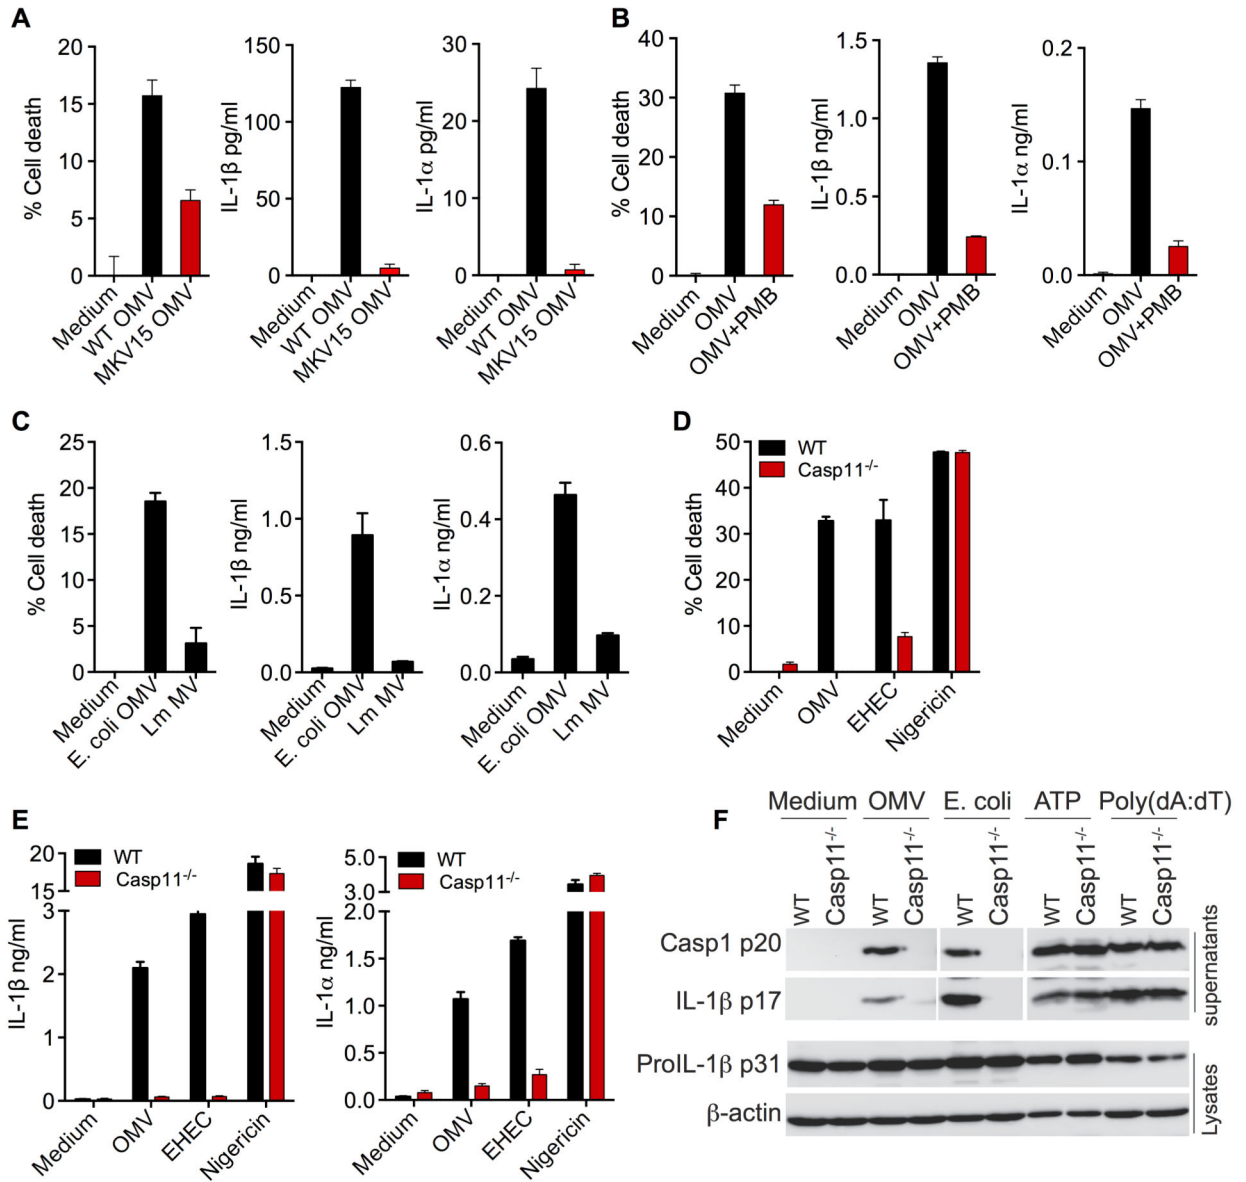 A
% Cell death
20
15
10
5
0
Medium
WT OMV
MKV15 OMV
IL-1β pg/ml
150
100
50
0
Medium
WT OMV
MKV15 OMV
IL-1α pg/ml
30
20
10
0
Medium
WT OMV
MKV15 OMV
B
% Cell death
40
30
20
10
0
Medium
OMV
OMV+PMB
IL-1β ng/ml
1.5
1.0
0.5
0.0
Medium
OMV
OMV+PMB
IL-1α ng/ml
0.2
0.1
0.0
Medium
OMV
OMV+PMB
C
% Cell death
25
20
15
10
5
0
Medium
E. coli OMV
Lm MV
IL-1β ng/ml
1.5
1.0
0.5
0.0
Medium
E. coli OMV
Lm MV
IL-1α ng/ml
0.6
0.4
0.2
0.0
Medium
E. coli OMV
Lm MV
D
WT
Casp11-/-
% Cell death
50
40
30
20
10
0
Medium
OMV
EHEC
Nigericin
E
WT
Casp11-/-
IL-1β ng/ml
20
15
3
2
1
0
Medium
OMV
EHEC
Nigericin
WT
Casp11-/-
IL-1α ng/ml
5.0
3.0
2.0
1.5
1.0
0.5
0.0
Medium
OMV
EHEC
Nigericin
F
Medium OMV E. coli ATP Poly(dA:dT)
WT Casp11-/- WT Casp11-/- WT Casp11-/- WT Casp11-/- WT Casp11-/-
Casp1 p20
IL-1β p17
supernatants
ProIL-1β p31
β-actin
Lysates